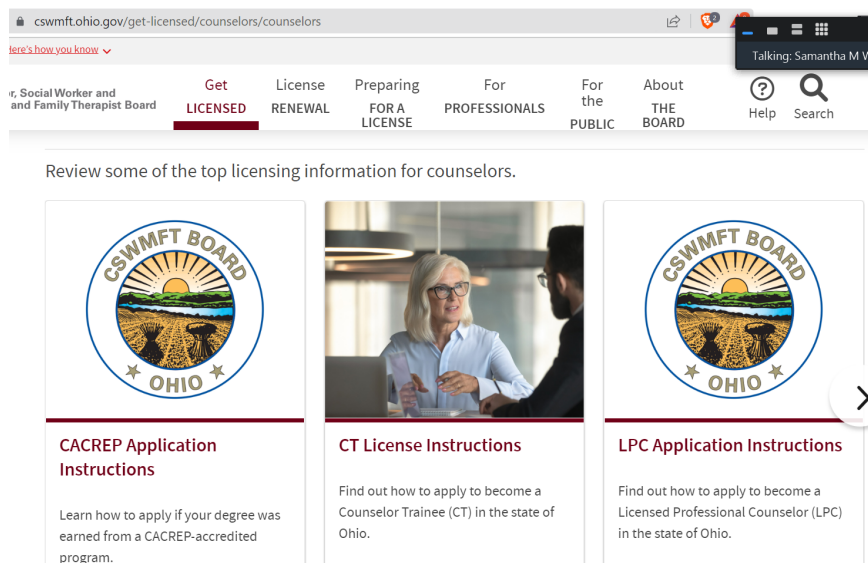 cswmft.ohio.gov/get-licensed/counselors/counselors
2
Talking: Samantha M W
Here's how you know
r, Social Worker and
and Family Therapist Board
Get
LICENSED
License
RENEWAL
Preparing
FOR A
LICENSE
For
PROFESSIONALS
For
the
PUBLIC
About
THE
BOARD
?
Help
Search
Review some of the top licensing information for counselors.
CSWMFT BOARD
OHIO
CSWMFT BOARD
OHIO
CACREP Application
Instructions
Learn how to apply if your degree was
earned from a CACREP-accredited
program.
CT License Instructions
Find out how to apply to become a
Counselor Trainee (CT) in the state of
Ohio.
LPC Application Instructions
Find out how to apply to become a
Licensed Professional Counselor (LPC)
in the state of Ohio.